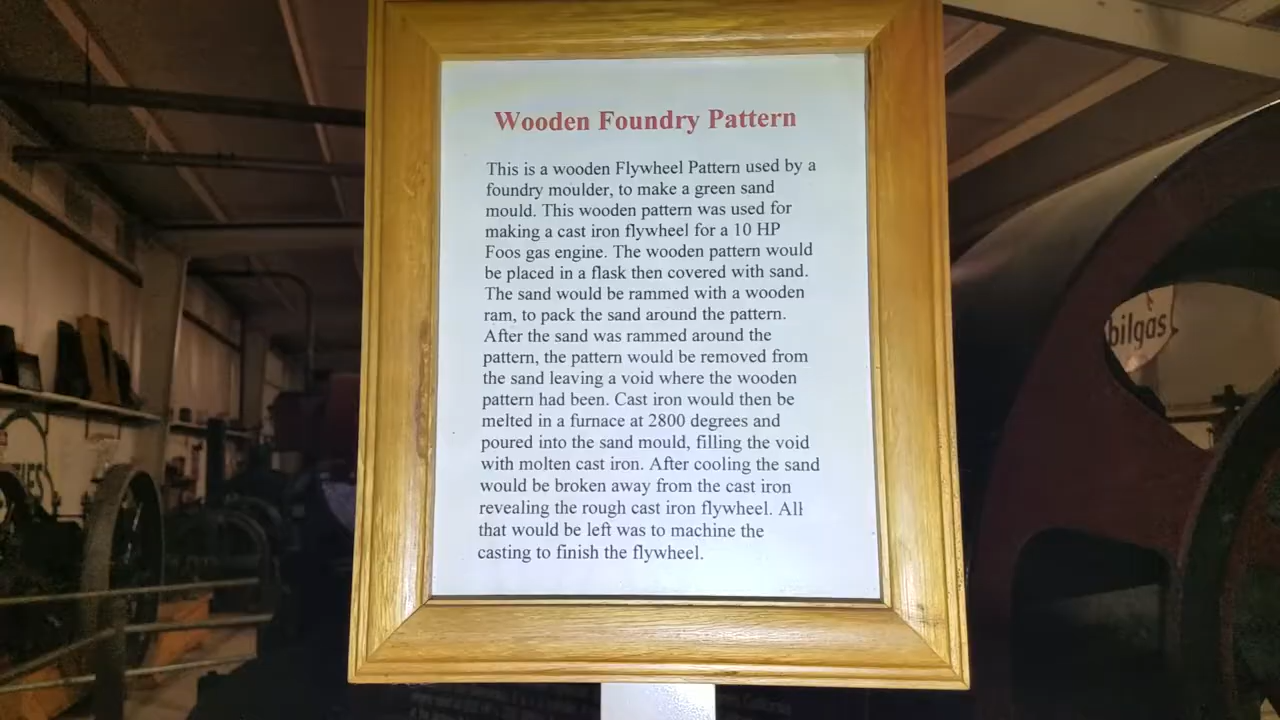 Wooden Foundry Pattern
This is a wooden Flywheel Pattern used by a
foundry moulder, to make a green sand
mould. This wooden pattern was used for
making a cast iron flywheel for a 10 HP
Foos gas engine. The wooden pattern would
be placed in a flask then covered with sand.
The sand would be rammed with a wooden
ram, to pack the sand around the pattern.
After the sand was rammed around the
pattern, the pattern would be removed from
the sand leaving a void where the wooden
pattern had been. Cast iron would then be
melted in a furnace at 2800 degrees and
poured into the sand mould, filling the void
with molten cast iron. After cooling the sand
would be broken away from the cast iron
revealing the rough cast iron flywheel. All
that would be left was to machine the
casting to finish the flywheel.
bilgas